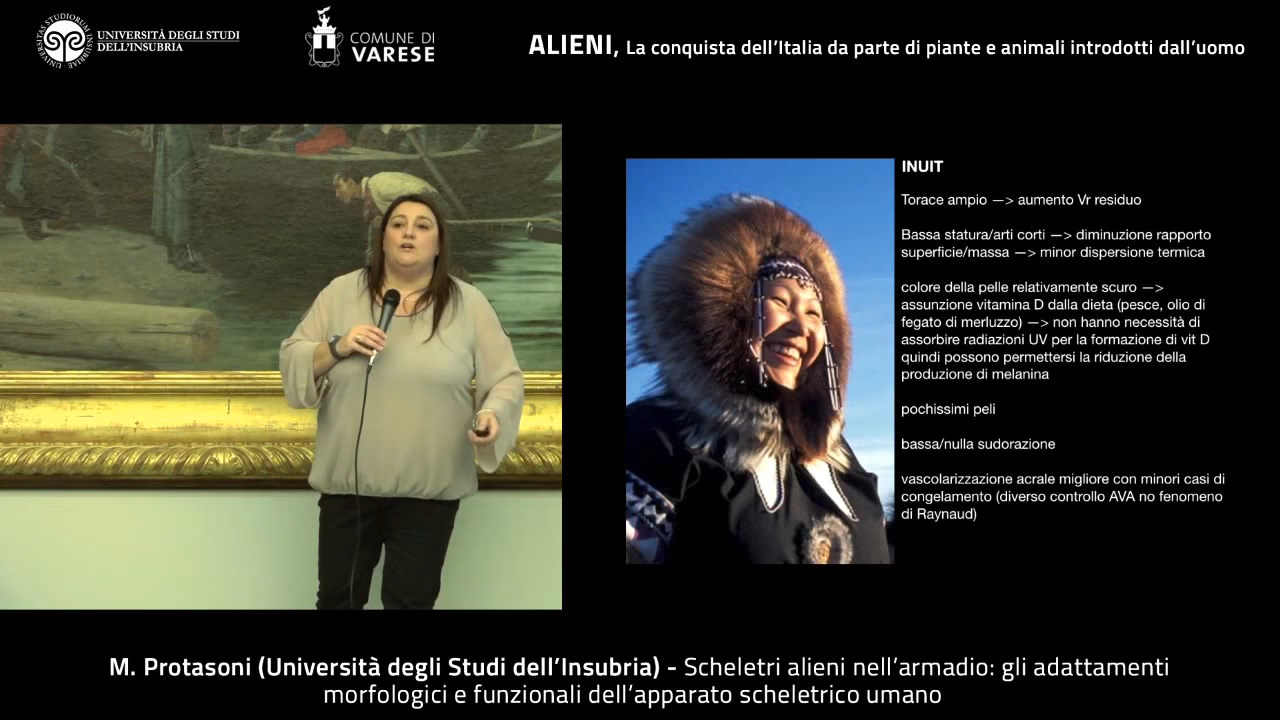 UNIVERSITÀ DEGLI STUDI
DELL'INSUBRIA
COMUNE DI
VARESE
ALIENI, La conquista dell'Italia da parte di piante e animali introdotti dall'uomo
INUIT
Torace ampio —> aumento Vr residuo
Bassa statura/arti corti —> diminuzione rapporto
superficie/massa —> minor dispersione termica
colore della pelle relativamente scuro —>
assunzione vitamina D dalla dieta (pesce, olio di
fegato di merluzzo) —> non hanno necessità di
assorbire radiazioni UV per la formazione di vit D
quindi possono permettersi la riduzione della
produzione di melanina
pochissimi peli
bassa/nulla sudorazione
vascolarizzazione acrale migliore con minori casi di
congelamento (diverso controllo AVA no fenomeno
di Raynaud)
M. Protasoni (Università degli Studi dell'Insubria) - Scheletri alieni nell'armadio: gli adattamenti
morfologici e funzionali dell'apparato scheletrico umano